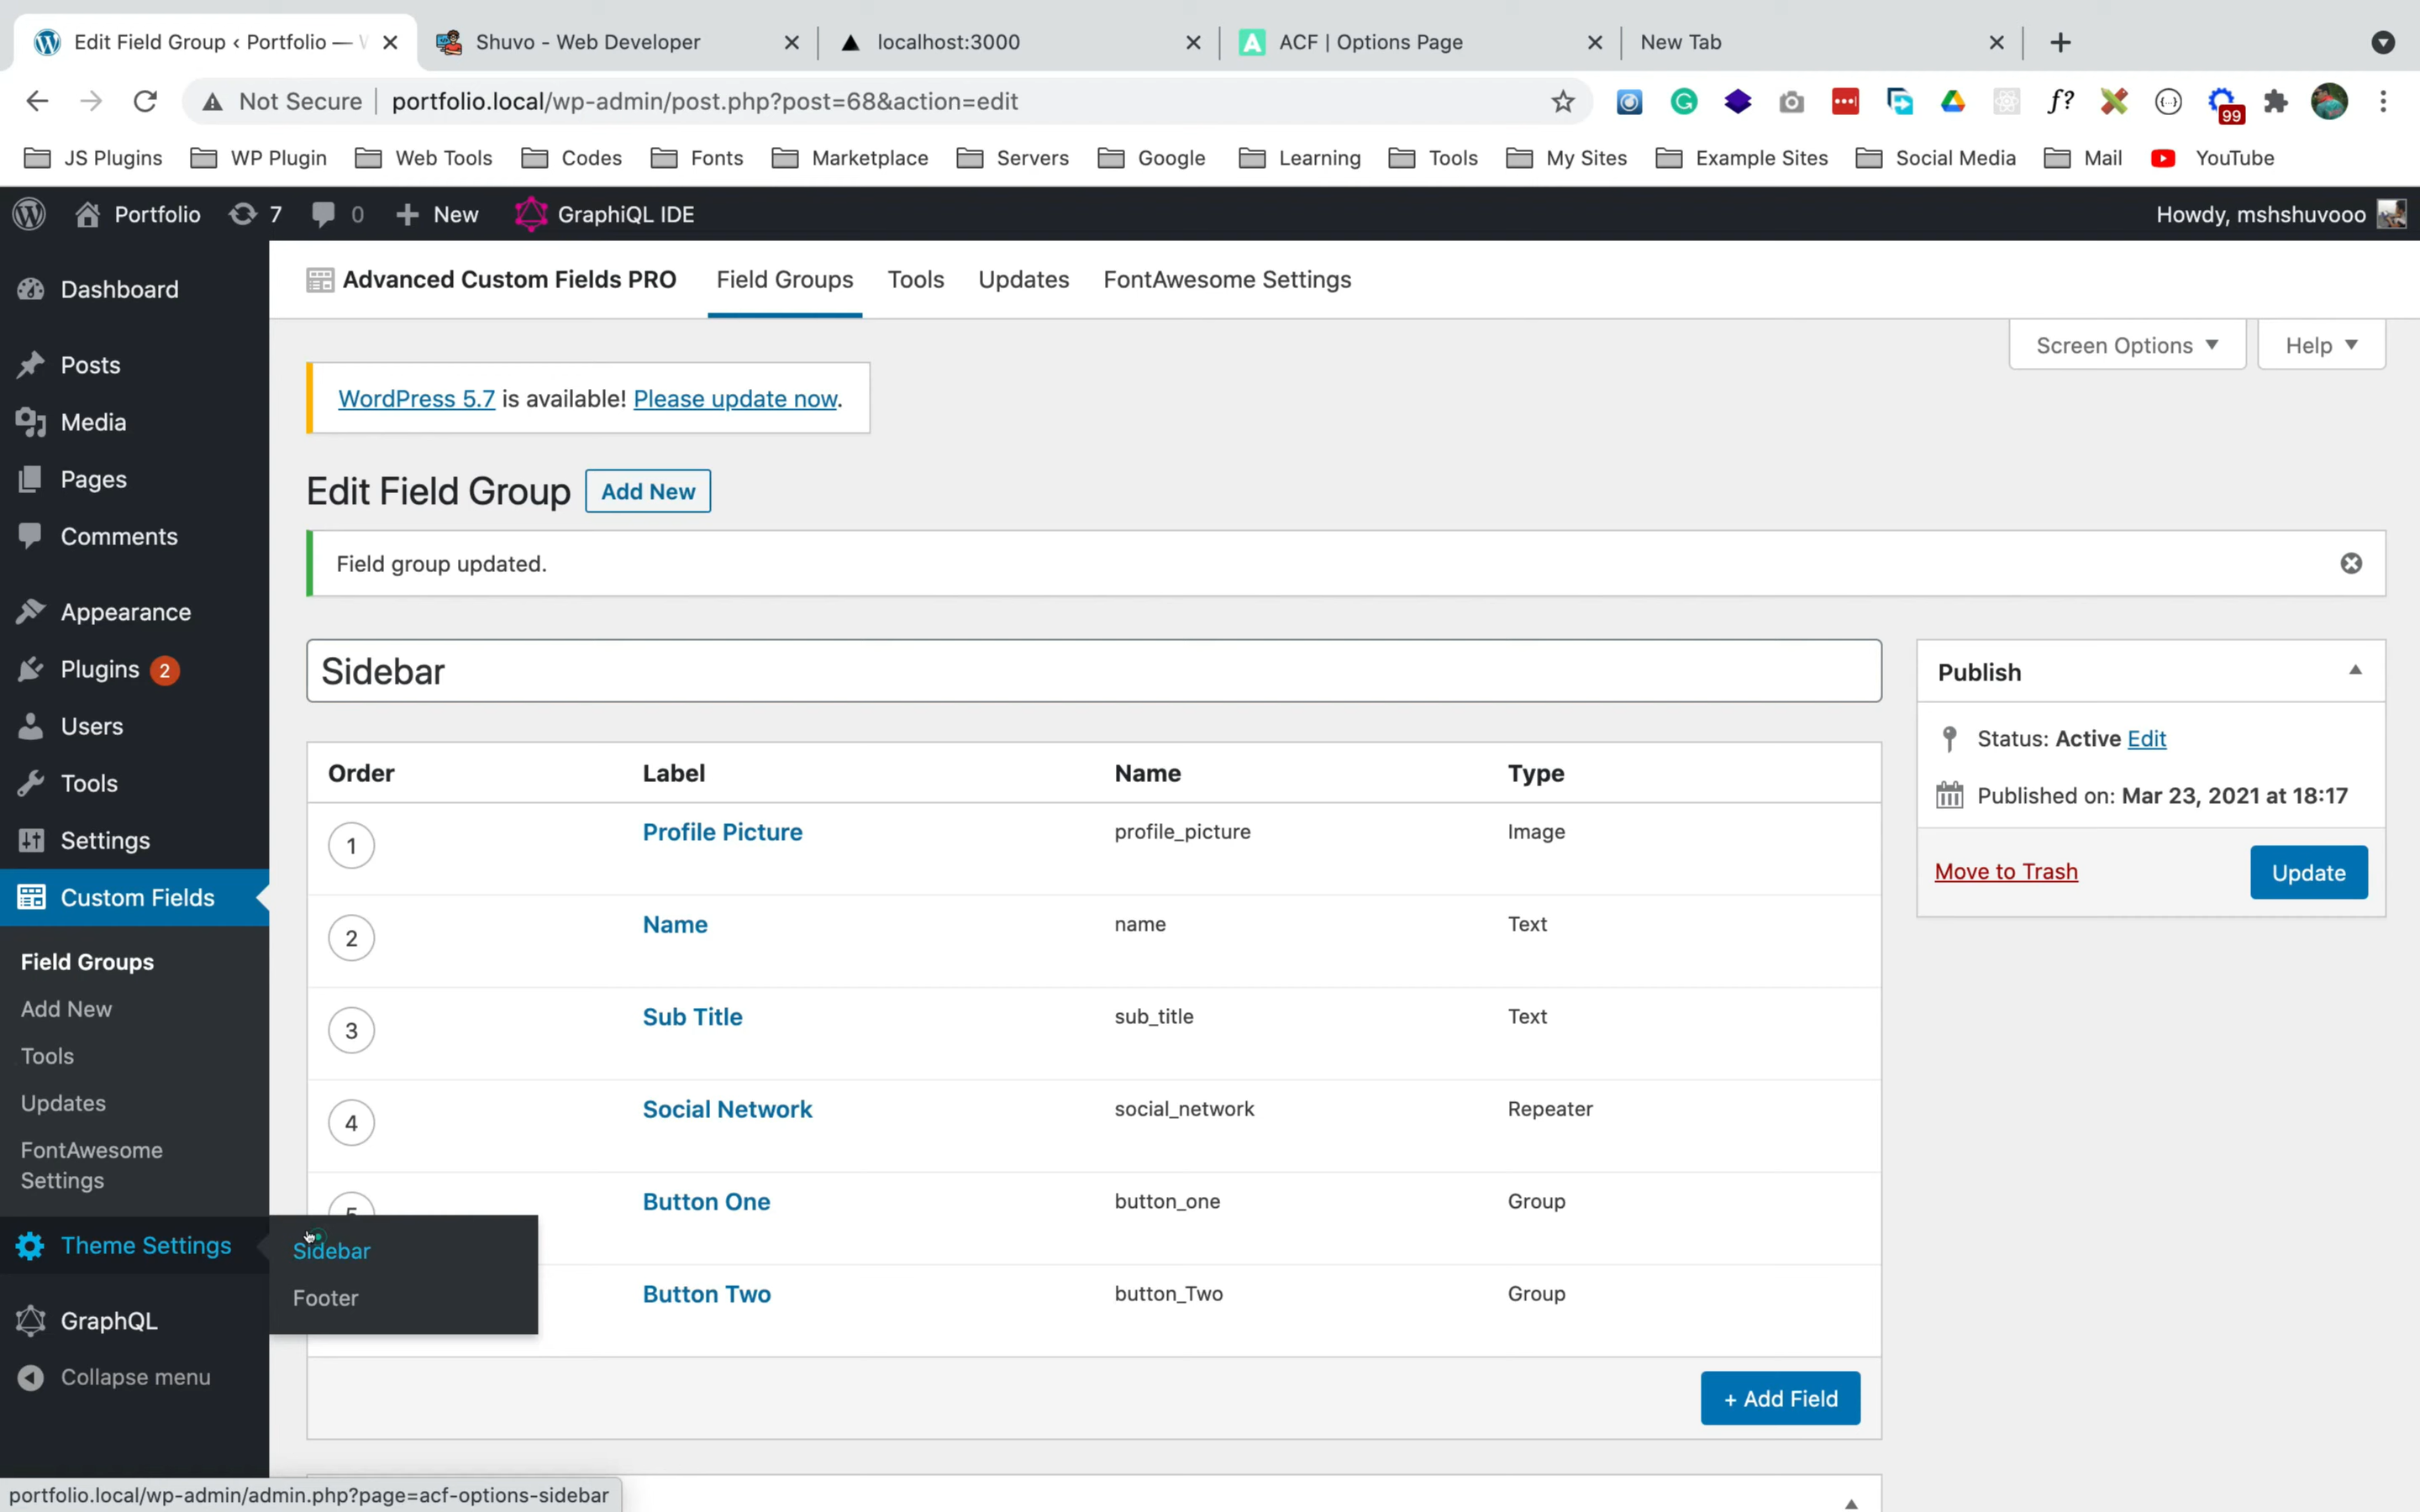 Edit Field Group ‹ Portfolio —
Shuvo - Web Developer
localhost:3000
ACF | Options Page
New Tab
Not Secure
portfolio.local/wp-admin/post.php?post=68&action=edit
f?
99
JS Plugins
WP Plugin
Web Tools
Codes
Fonts
Marketplace
Servers
Google
Learning
Tools
My Sites
Example Sites
Social Media
Mail
YouTube
Portfolio
7
0
New
GraphiQL IDE
Howdy, mshshuvooo
Dashboard
Posts
Media
Pages
Comments
Appearance
Plugins 2
Users
Tools
Settings
Custom Fields
Field Groups
Add New
Tools
Updates
FontAwesome
Settings
Theme Settings
Sidebar
Footer
GraphQL
Collapse menu
Advanced Custom Fields PRO
Field Groups
Tools
Updates
FontAwesome Settings
Screen Options
Help
WordPress 5.7 is available! Please update now.
Edit Field Group
Add New
Field group updated.
Sidebar
Order Label Name Type
1 Profile Picture profile_picture Image
2 Name name Text
3 Sub Title sub_title Text
4 Social Network social_network Repeater
5 Button One button_one Group
Button Two button_Two Group
+ Add Field
Publish
Status: Active Edit
Published on: Mar 23, 2021 at 18:17
Move to Trash
Update
portfolio.local/wp-admin/admin.php?page=acf-options-sidebar